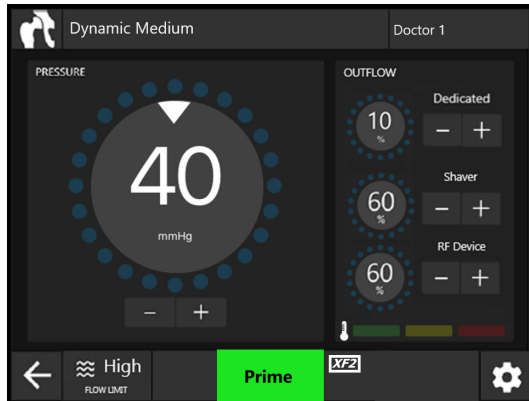 Dynamic Medium
Doctor 1
PRESSURE
40
mmHg
− +
OUTFLOW
Dedicated
10
%
− +
Shaver
60
%
− +
RF Device
60
%
− +
High
FLOW LIMIT
Prime
XF2